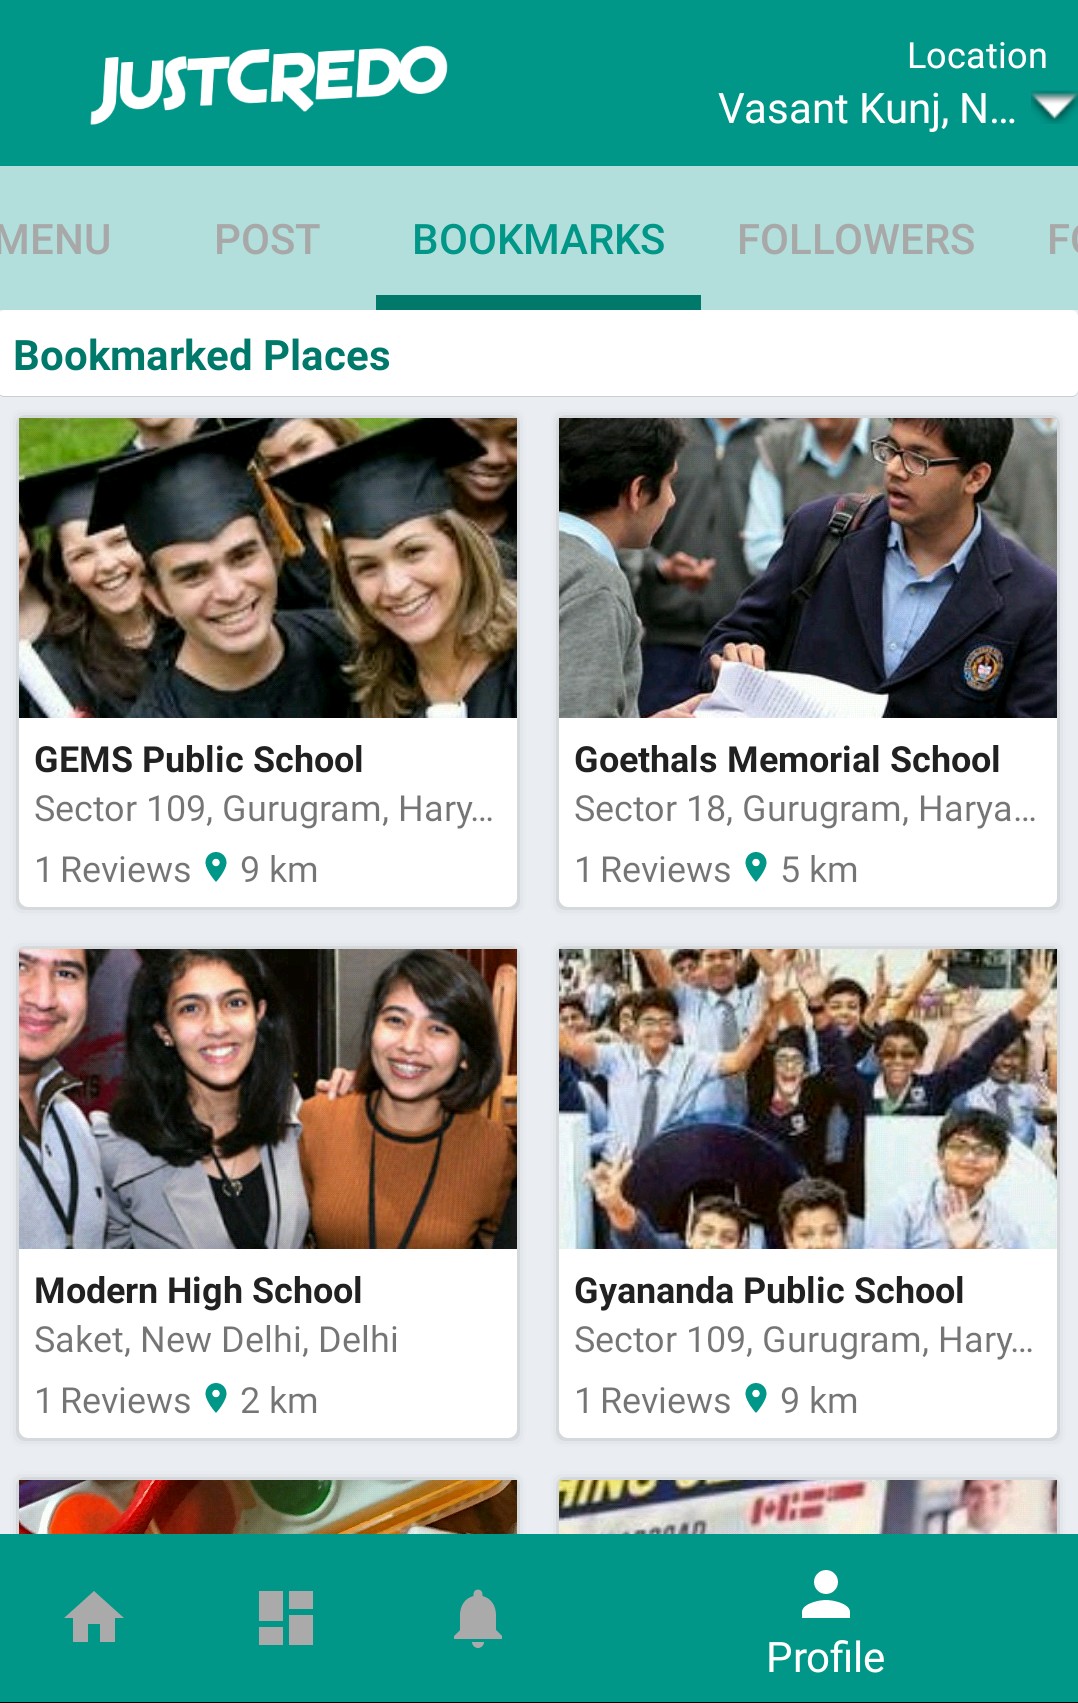 JUSTCREDO
Location
Vasant Kunj, N...
MENU
POST
BOOKMARKS
FOLLOWERS
Bookmarked Places
GEMS Public School
Sector 109, Gurugram, Hary...
1 Reviews 9 km
Goethals Memorial School
Sector 18, Gurugram, Harya...
1 Reviews 5 km
Modern High School
Saket, New Delhi, Delhi
1 Reviews 2 km
Gyananda Public School
Sector 109, Gurugram, Hary...
1 Reviews 9 km
Profile